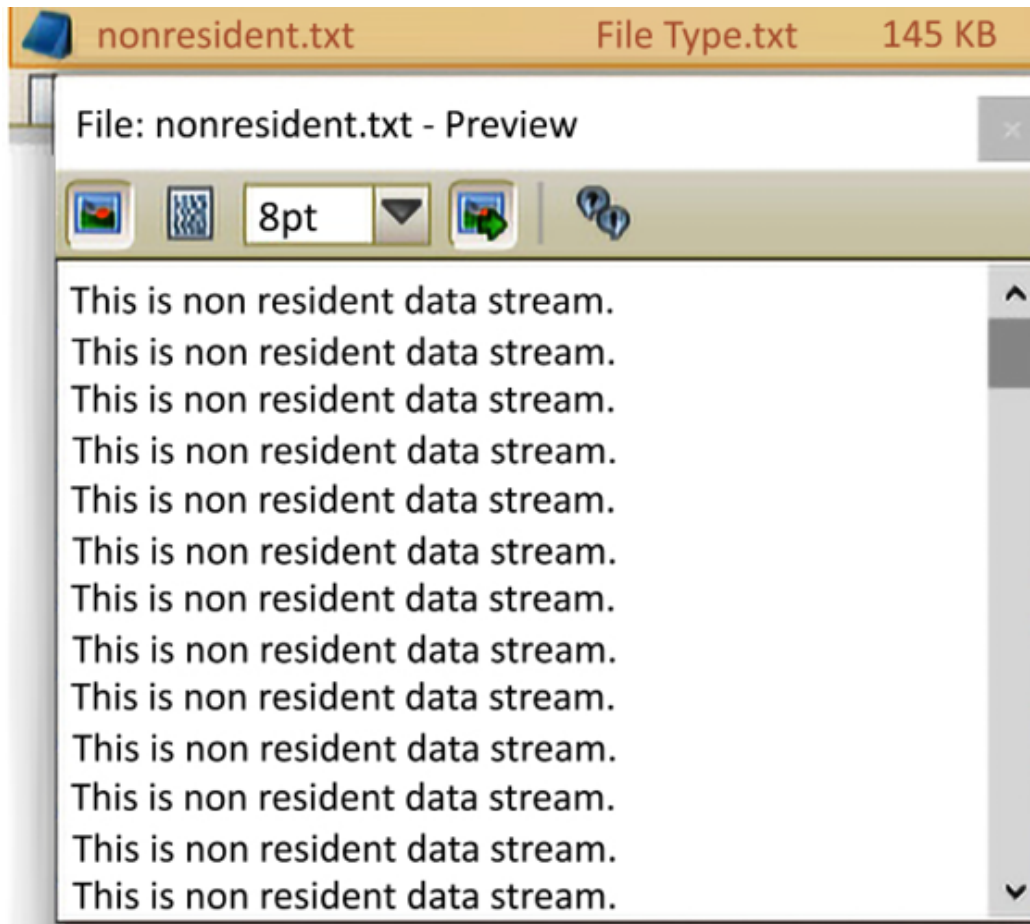 nonresident.txt File Type.txt 145 KB
File: nonresident.txt - Preview
8pt
This is non resident data stream.
This is non resident data stream.
This is non resident data stream.
This is non resident data stream.
This is non resident data stream.
This is non resident data stream.
This is non resident data stream.
This is non resident data stream.
This is non resident data stream.
This is non resident data stream.
This is non resident data stream.
This is non resident data stream.
This is non resident data stream.